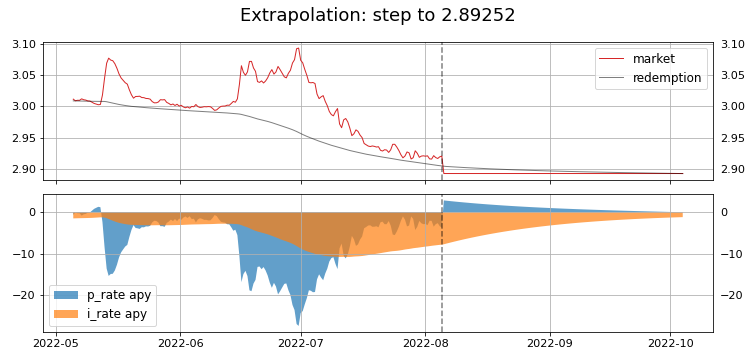 Extrapolation: step to 2.89252
3.10 3.10
market
redemption
3.05 3.05
3.00 3.00
2.95 2.95
2.90 2.90
0 0
−10 −10
−20 −20
p_rate apy
i_rate apy
2022-05 2022-06 2022-07 2022-08 2022-09 2022-10